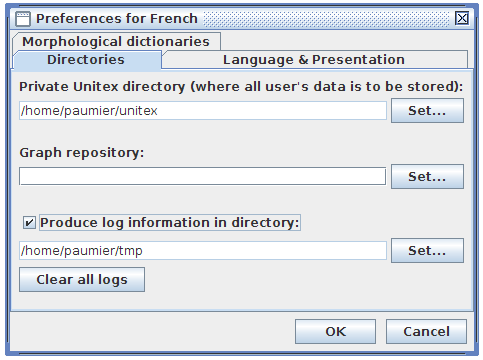 Preferences for French
Morphological dictionaries
Directories
Language & Presentation
Private Unitex directory (where all user's data is to be stored):
/home/paumier/unitex
Set...
Graph repository:
Set...
Produce log information in directory:
/home/paumier/tmp
Set...
Clear all logs
OK
Cancel